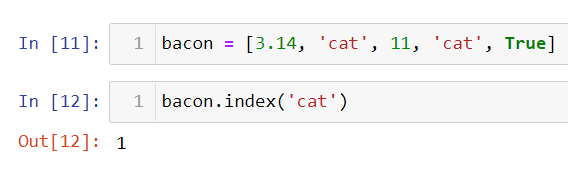 In [11]: 1 bacon = [3.14, 'cat', 11, 'cat', True]
In [12]: 1 bacon.index('cat')
Out[12]: 1